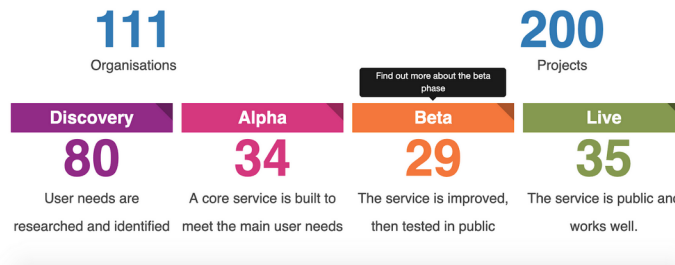 111
Organisations
200
Projects
Find out more about the beta
phase
Discovery
80
User needs are
researched and identified
Alpha
34
A core service is built to
meet the main user needs
Beta
29
The service is improved,
then tested in public
Live
35
The service is public and
works well.